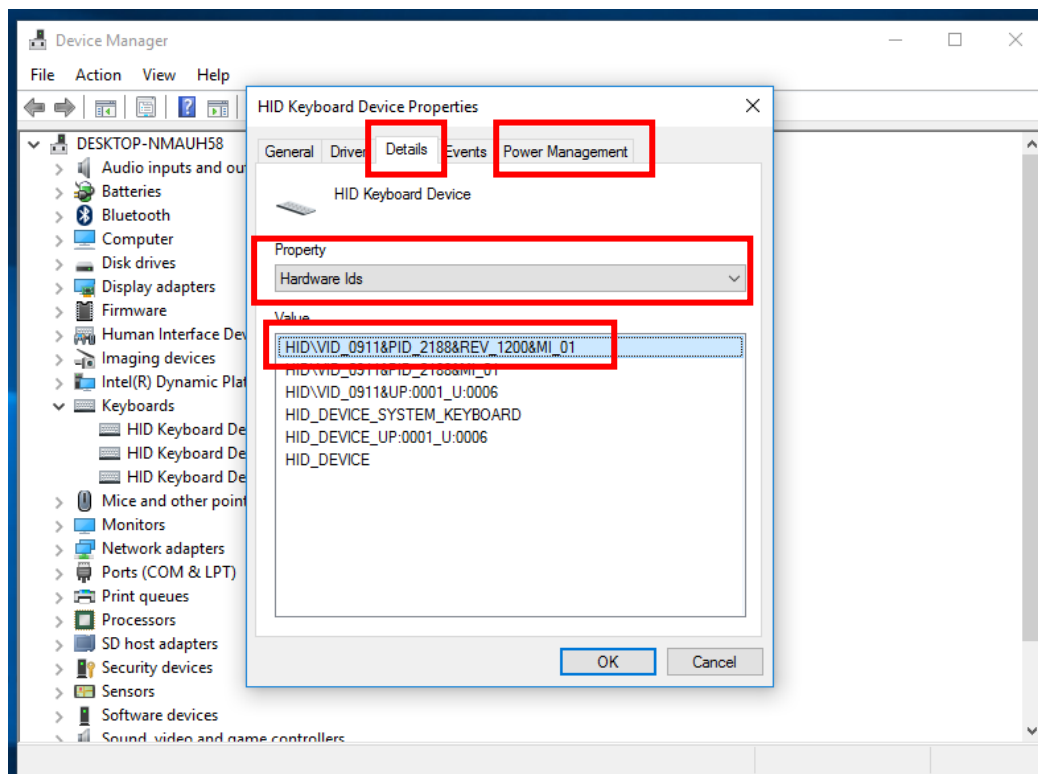 Device Manager
File Action View Help
HID Keyboard Device Properties
General Driver Details Events Power Management
HID Keyboard Device
Property
Hardware Ids
Value
HID\VID_0911&PID_2188&REV_1200&MI_01
HID\VID_0911&PID_2188&MI_01
HID\VID_0911&UP:0001_U:0006
HID_DEVICE_SYSTEM_KEYBOARD
HID_DEVICE_UP:0001_U:0006
HID_DEVICE
OK Cancel
DESKTOP-NMAUH58
Audio inputs and ou
Batteries
Bluetooth
Computer
Disk drives
Display adapters
Firmware
Human Interface Dev
Imaging devices
Intel(R) Dynamic Plat
Keyboards
HID Keyboard De
HID Keyboard De
HID Keyboard De
Mice and other point
Monitors
Network adapters
Ports (COM & LPT)
Print queues
Processors
SD host adapters
Security devices
Sensors
Software devices
Sound, video and game controllers